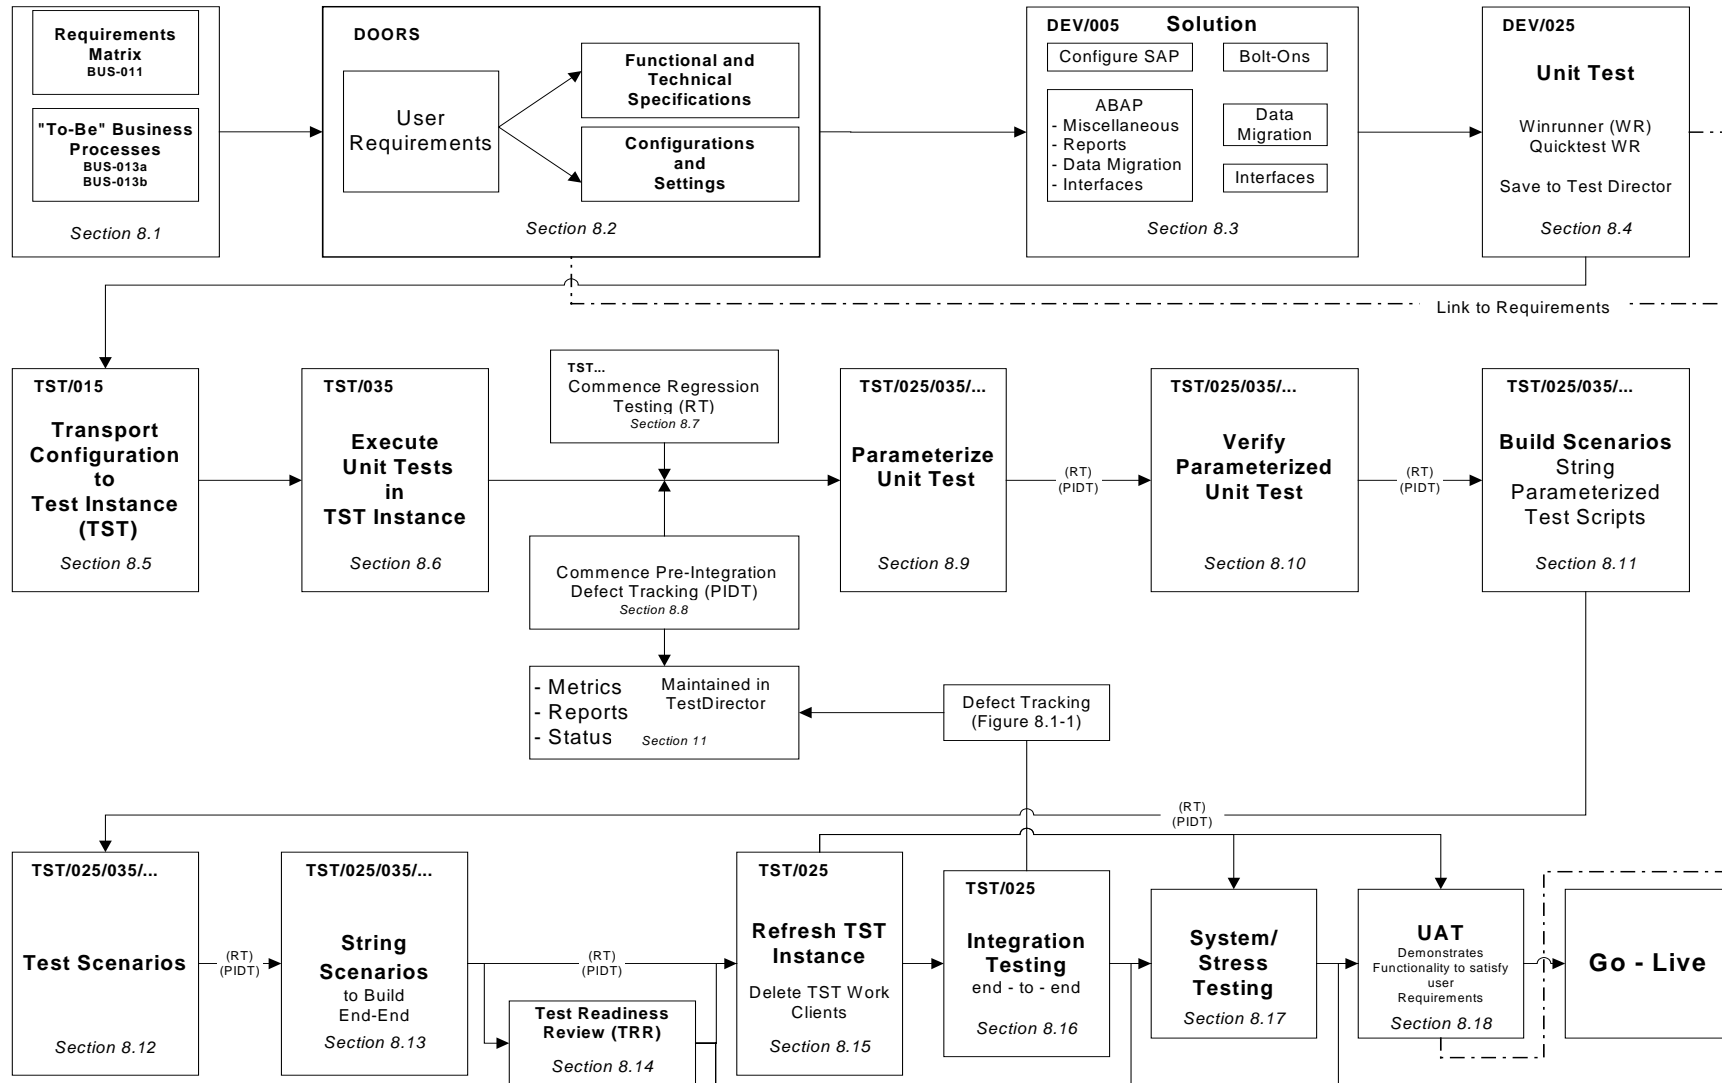 Requirements
Matrix
BUS-011
"To-Be" Business
Processes
BUS-013a
BUS-013b
Section 8.1
DOORS
User
Requirements
Functional and
Technical
Specifications
Configurations
and
Settings
Section 8.2
DEV/005 Solution
Configure SAP
Bolt-Ons
ABAP
- Miscellaneous
- Reports
- Data Migration
- Interfaces
Data
Migration
Interfaces
Section 8.3
DEV/025
Unit Test
Winrunner (WR)
Quicktest WR
Save to Test Director
Section 8.4
Link to Requirements
TST/015
Transport
Configuration
to
Test Instance
(TST)
Section 8.5
TST/035
Execute
Unit Tests
in
TST Instance
Section 8.6
TST...
Commence Regression
Testing (RT)
Section 8.7
Commence Pre-Integration
Defect Tracking (PIDT)
Section 8.8
TST/025/035/...
Parameterize
Unit Test
Section 8.9
(RT)
(PIDT)
TST/025/035/...
Verify
Parameterized
Unit Test
Section 8.10
(RT)
(PIDT)
TST/025/035/...
Build Scenarios
String
Parameterized
Test Scripts
Section 8.11
- Metrics
- Reports
- Status
Maintained in
TestDirector
Section 11
Defect Tracking
(Figure 8.1-1)
(RT)
(PIDT)
TST/025/035/...
Test Scenarios
Section 8.12
(RT)
(PIDT)
TST/025/035/...
String
Scenarios
to Build
End-End
Section 8.13
(RT)
(PIDT)
Test Readiness
Review (TRR)
Section 8.14
TST/025
Refresh TST
Instance
Delete TST Work
Clients
Section 8.15
TST/025
Integration
Testing
end - to - end
Section 8.16
System/
Stress
Testing
Section 8.17
UAT
Demonstrates
Functionality to satisfy
user
Requirements
Section 8.18
Go - Live